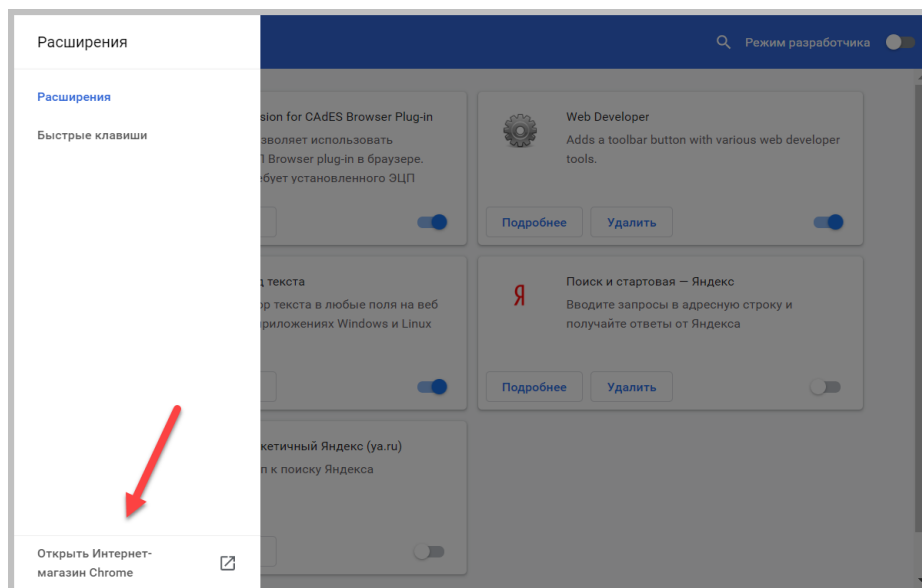 Расширения
Режим разработчика
Расширения
Быстрые клавиши
sion for CAdES Browser Plug-in
зволяет использовать
Browser plug-in в браузере.
ебует установленного ЭЦП
Web Developer
Adds a toolbar button with various web developer
tools.
Подробнее
Удалить
д текста
ор текста в любые поля на веб
приложениях Windows и Linux
Я
Поиск и стартовая — Яндекс
Вводите запросы в адресную строку и
получайте ответы от Яндекса
Подробнее
Удалить
кетичный Яндекс (ya.ru)
п к поиску Яндекса
Открыть Интернет-
магазин Chrome